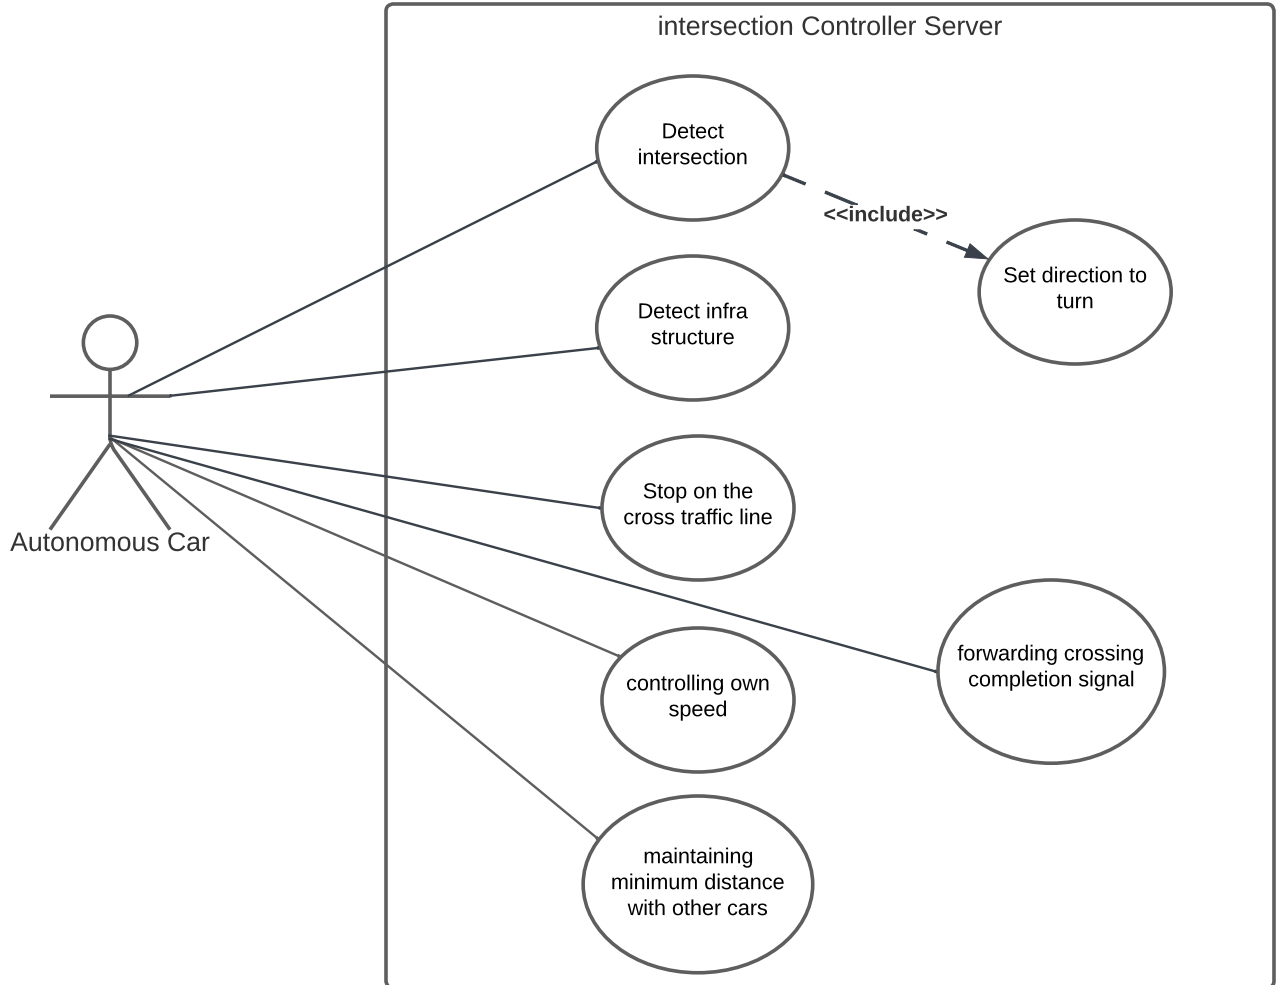 intersection Controller Server
Detect
intersection
<<include>>
Set direction to
turn
Detect infra
structure
Stop on the
cross traffic line
Autonomous Car
forwarding crossing
completion signal
controlling own
speed
maintaining
minimum distance
with other cars